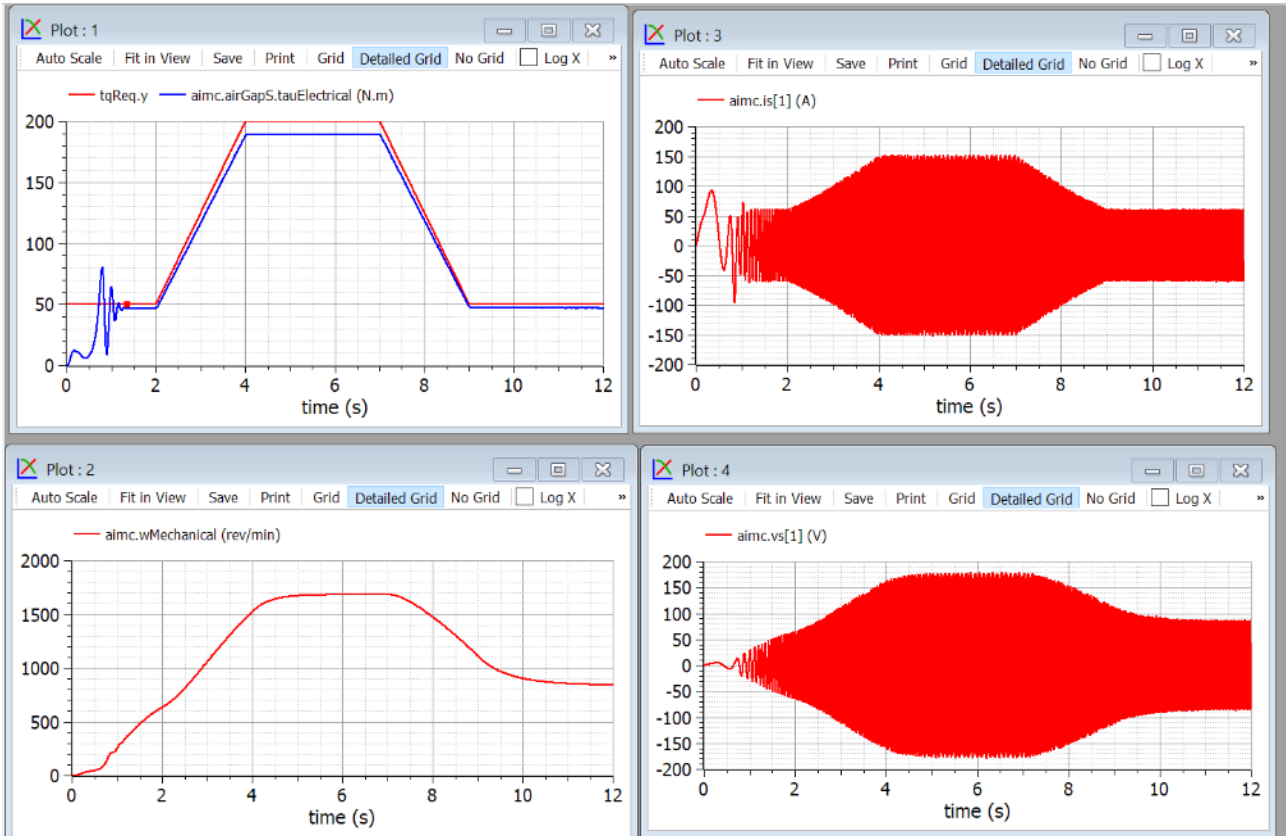 Plot : 1
Auto Scale Fit in View Save Print Grid Detailed Grid No Grid Log X »
tqReq.y aimc.airGapS.tauElectrical (N.m)
200
150
100
50
0
0 2 4 6 8 10 12
time (s)
Plot : 3
Auto Scale Fit in View Save Print Grid Detailed Grid No Grid Log X »
aimc.is[1] (A)
200
150
100
50
0
-50
-100
-150
-200
0 2 4 6 8 10 12
time (s)
Plot : 2
Auto Scale Fit in View Save Print Grid Detailed Grid No Grid Log X »
aimc.wMechanical (rev/min)
2000
1500
1000
500
0
0 2 4 6 8 10 12
time (s)
Plot : 4
Auto Scale Fit in View Save Print Grid Detailed Grid No Grid Log X »
aimc.vs[1] (V)
200
150
100
50
0
-50
-100
-150
-200
0 2 4 6 8 10 12
time (s)